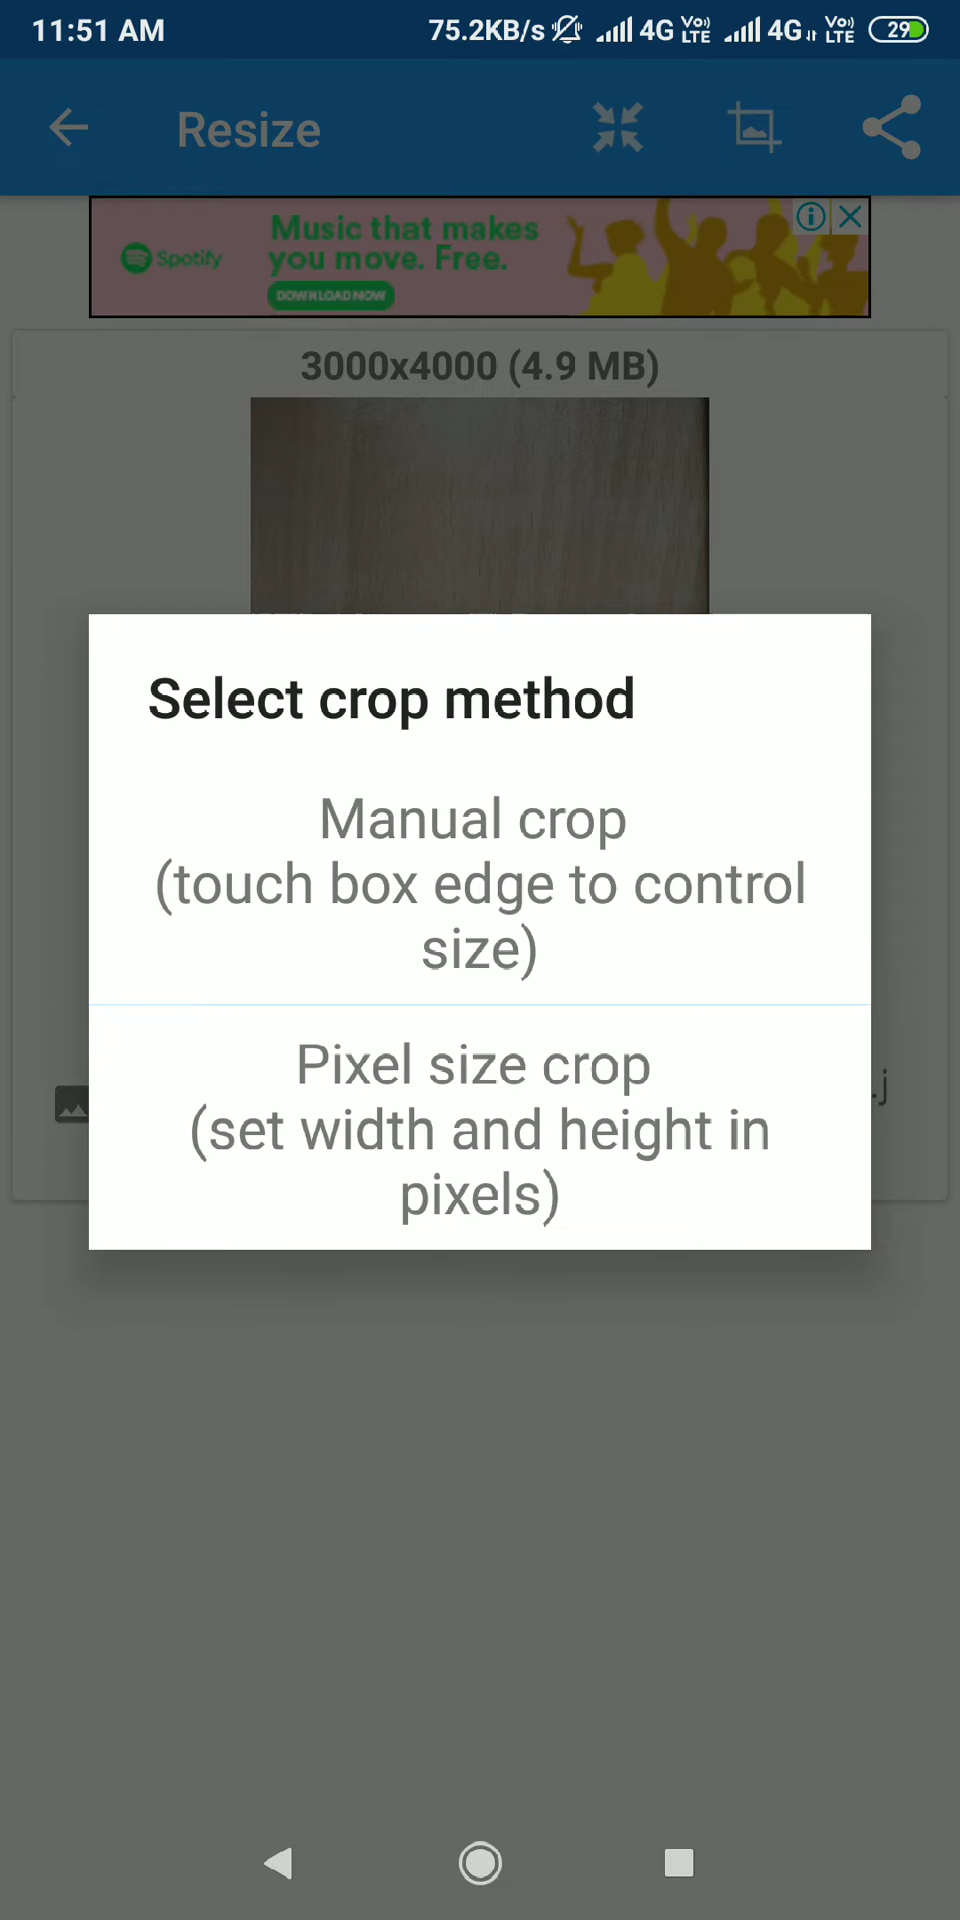 11:51 AM 75.2KB/s 4G VoLTE 4G VoLTE 29
Resize
Spotify
Music that makes
you move. Free.
DOWNLOAD NOW
3000x4000 (4.9 MB)
Select crop method
Manual crop
(touch box edge to control
size)
Pixel size crop
(set width and height in
pixels)
.j